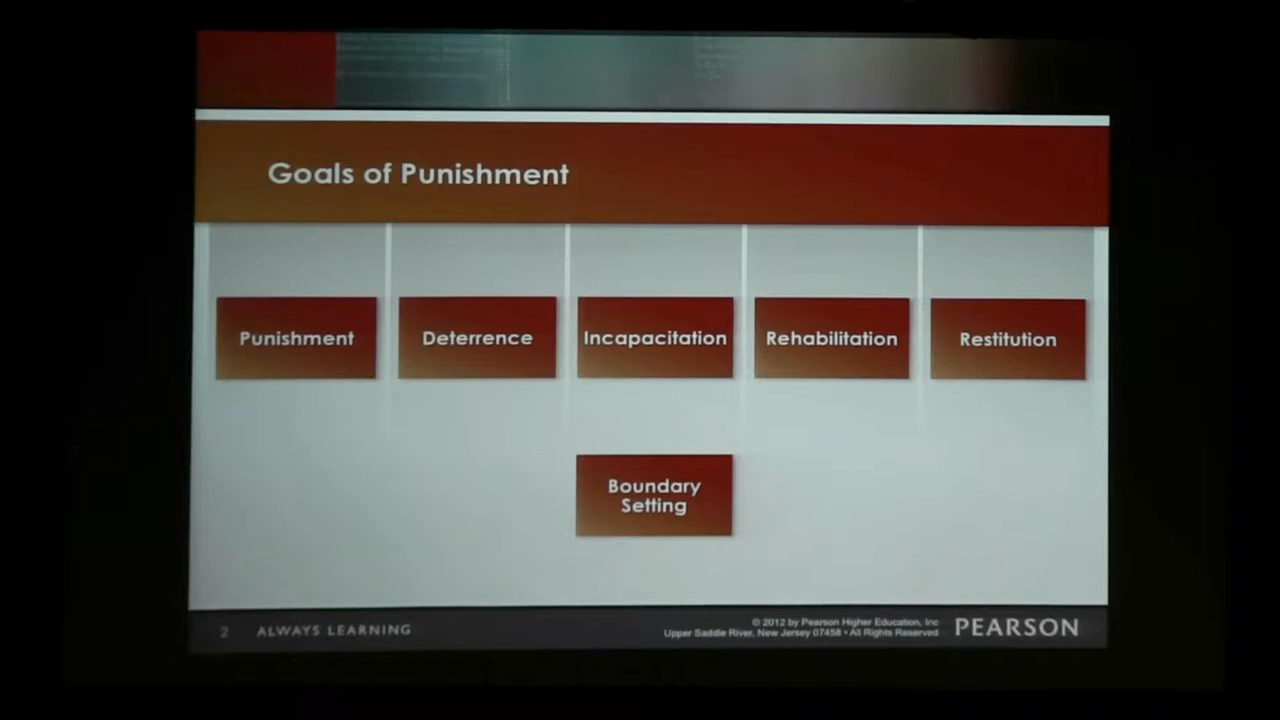 Goals of Punishment
Punishment
Deterrence
Incapacitation
Rehabilitation
Restitution
Boundary
Setting
2
ALWAYS LEARNING
© 2012 by Pearson Higher Education, Inc
Upper Saddle River, New Jersey 07458 • All Rights Reserved
PEARSON